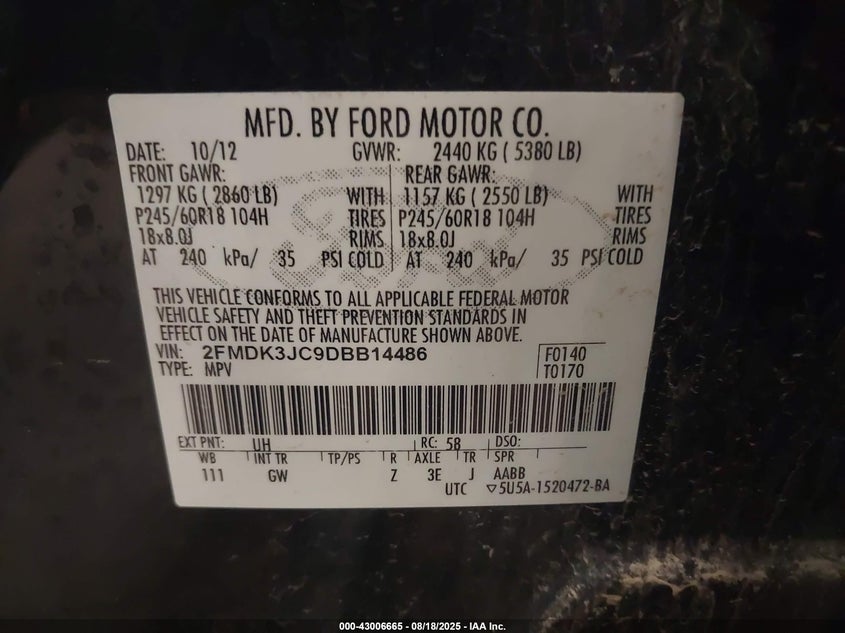 MFD. BY FORD MOTOR CO.
DATE: 10/12 GVWR: 2440 KG ( 5380 LB)
FRONT GAWR: REAR GAWR:
1297 KG ( 2860 LB) WITH 1157 KG ( 2550 LB) WITH
P245/60R18 104H TIRES P245/60R18 104H TIRES
18x8.0J RIMS 18x8.0J RIMS
AT 240 kPa/ 35 PSI COLD AT 240 kPa/ 35 PSI COLD
THIS VEHICLE CONFORMS TO ALL APPLICABLE FEDERAL MOTOR
VEHICLE SAFETY AND THEFT PREVENTION STANDARDS IN
EFFECT ON THE DATE OF MANUFACTURE SHOWN ABOVE.
VIN: 2FMDK3JC9DBB14486 F0140
TYPE: MPV T0170
EXT PNT: UH RC: 58 DSO:
WB INT TR TP/PS R AXLE TR SPR
111 GW Z 3E J AABB
UTC ▽5U5A-1520472-BA
000-43006665 - 08/18/2025 - IAA Inc.